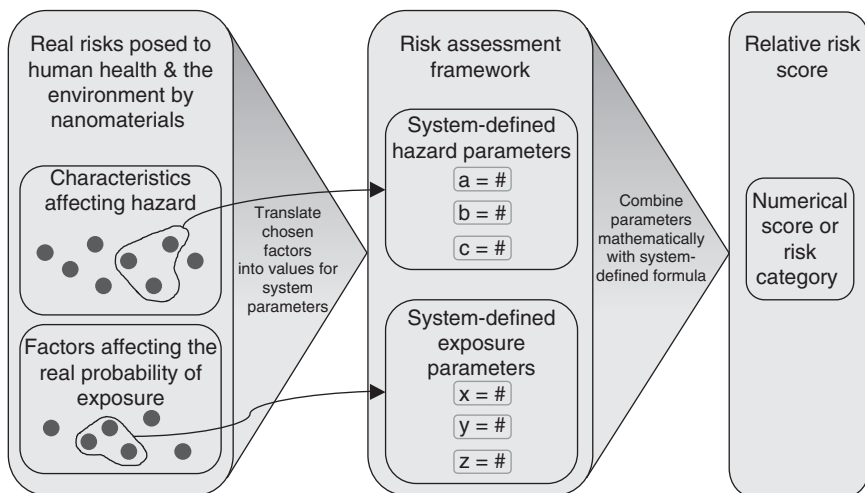 Real risks posed to
human health & the
environment by
nanomaterials
Characteristics
affecting hazard
Factors affecting the
real probability of
exposure
Translate
chosen
factors
into values for
system
parameters
Risk assessment
framework
System-defined
hazard parameters
a = #
b = #
c = #
System-defined
exposure
parameters
x = #
y = #
z = #
Combine
parameters
mathematically
with system-
defined formula
Relative risk
score
Numerical
score or
risk
category